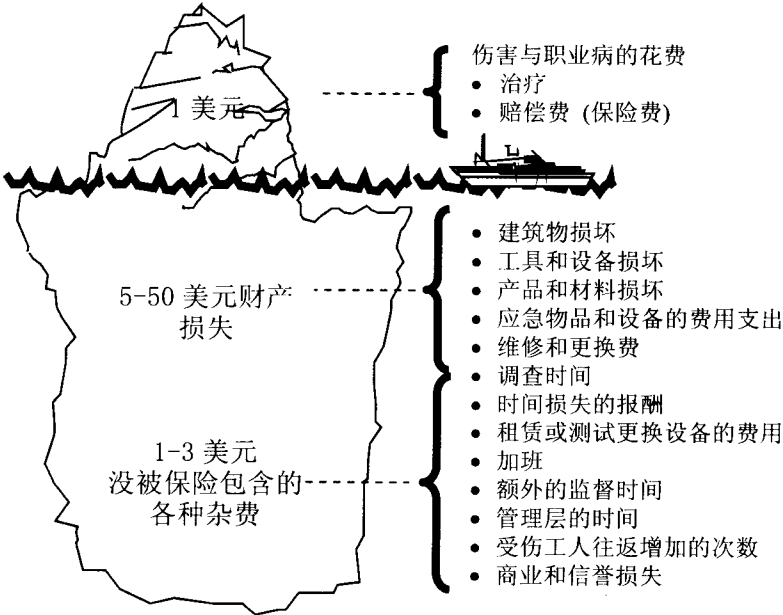 伤害与职业病的花费
• 治疗
• 赔偿费 (保险费)
1 美元
5-50 美元财产
损失
• 建筑物损坏
• 工具和设备损坏
• 产品和材料损坏
• 应急物品和设备的费用支出
• 维修和更换费
1-3 美元
没被保险包含的
各种杂费
• 调查时间
• 时间损失的报酬
• 租赁或测试更换设备的费用
• 加班
• 额外的监督时间
• 管理层的时间
• 受伤工人往返增加的次数
• 商业和信誉损失